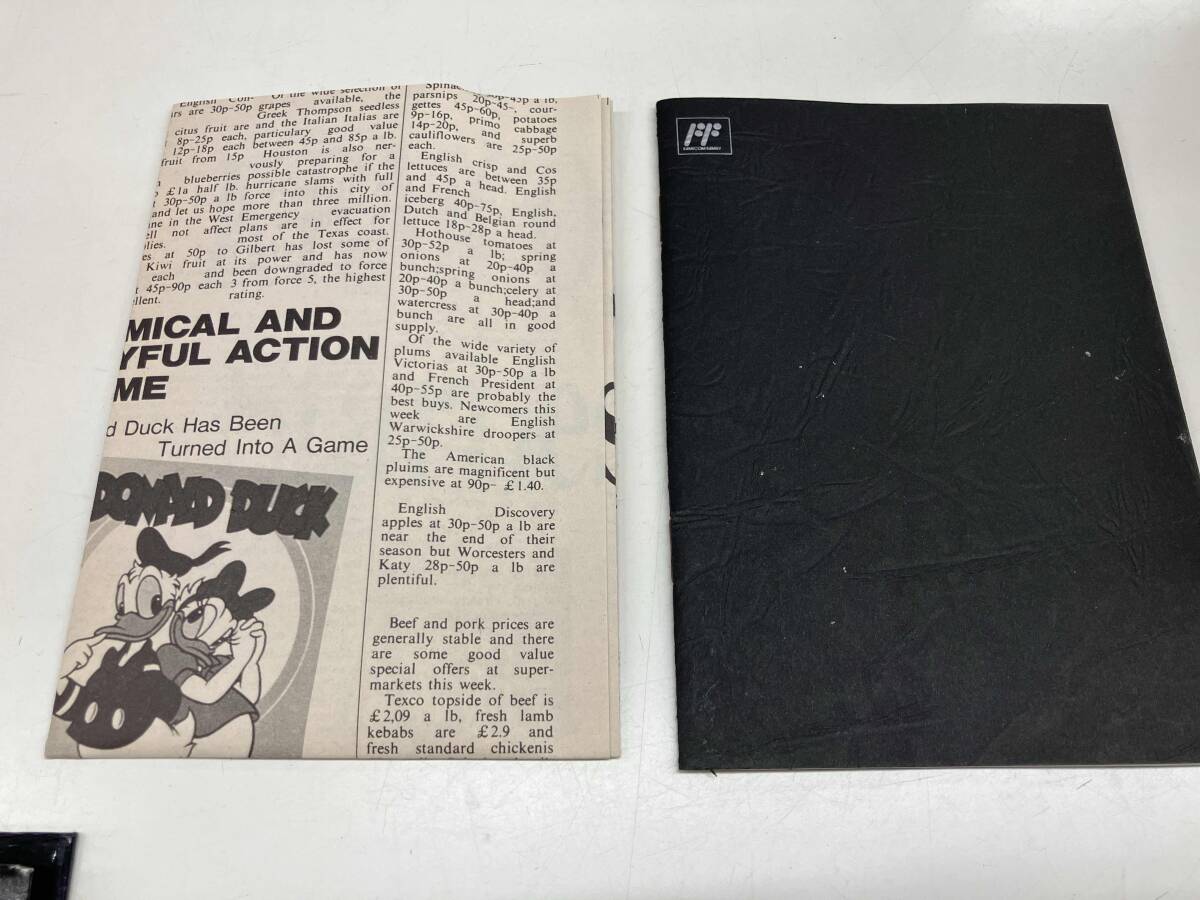 English Con-
irs are 30p-50p
citus fruit are
8p-25p each,
12p-18p each
fruit from 15p
blueberries
£1a half lb.
30p-50p a lb
and let us hope
ne in the West
ell not affect
lies.
es at 50p to
Kiwi fruit at
each and
45p-90p each
ellent.
Of the wide selection of
grapes available, the
Greek Thompson seedless
and the Italian Italias are
particulary good value
between 45p and 85p a lb.
Houston is also ner-
vously preparing for a
possible catastrophe if the
hurricane slams with full
force into this city of
more than three million.
Emergency evacuation
plans are in effect for
most of the Texas coast.
Gilbert has lost some of
its power and has now
been downgraded to force
3 from force 5, the highest
rating.
MICAL AND
YFUL ACTION
ME
d Duck Has Been
Turned Into A Game
DONALD DUCK
parsnips 20p-45-, cour-
gettes 45p-60p, potatoes
9p-16p, primo cabbage
14p-20p, and superb
cauliflowers are 25p-50p
each.
English crisp and Cos
lettuces are between 35p
and 45p a head. English
and French
iceberg 40p-75p, English,
Dutch and Belgian round
lettuce 18p-28p a head.
Hothouse tomatoes at
30p-52p a lb; spring
onions at 20p-40p a
bunch;spring onions at
20p-40p a bunch;celery at
30p-50p a head;and
watercress at 30p-40p a
bunch are all in good
supply.
Of the wide variety of
plums available English
Victorias at 30p-50p a lb
and French President at
40p-55p are probably the
best buys. Newcomers this
week are English
Warwickshire droopers at
25p-50p.
The American black
pluims are magnificent but
expensive at 90p- £1.40.
English Discovery
apples at 30p-50p a lb are
near the end of their
season but Worcesters and
Katy 28p-50p a lb are
plentiful.
Beef and pork prices are
generally stable and there
are some good value
special offers at super-
markets this week.
Texco topside of beef is
£2,09 a lb, fresh lamb
kebabs are £2.9 and
fresh standard chickenis
FAMICOM FAMILY